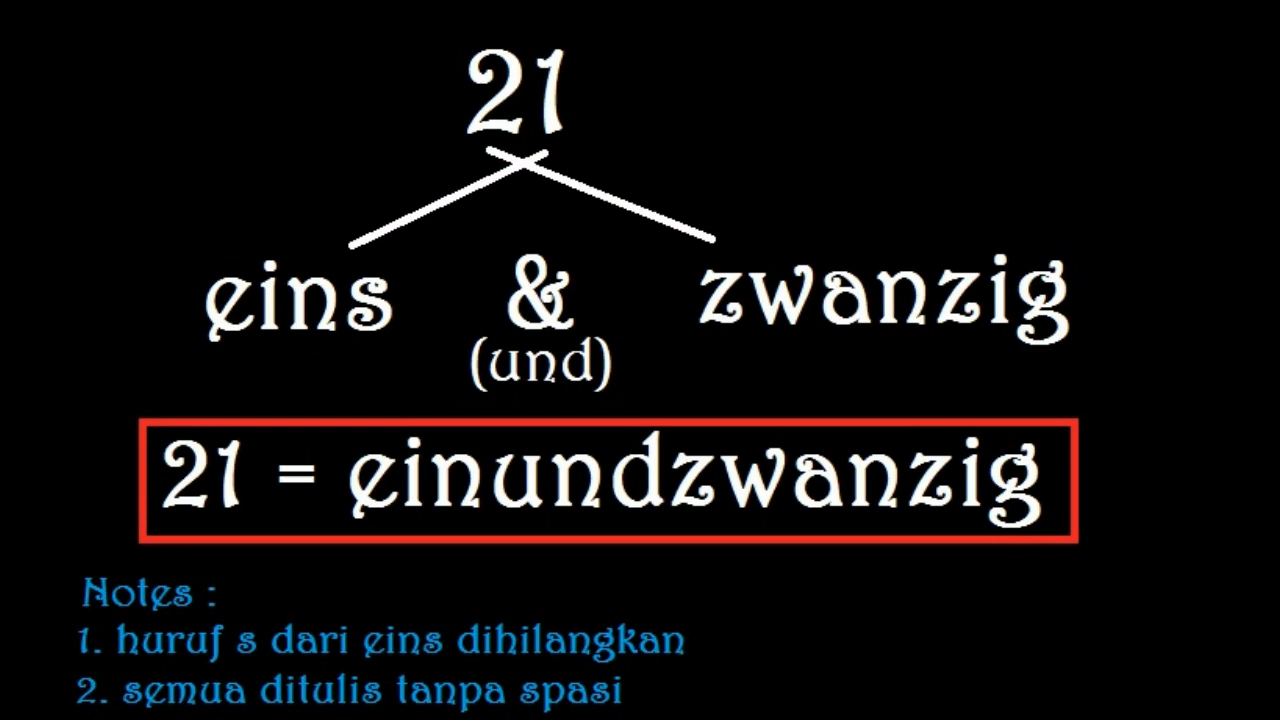 21
eins & zwanzig
(und)
21 = einundzwanzig
Notes :
1. huruf s dari eins dihilangkan
2. semua ditulis tanpa spasi